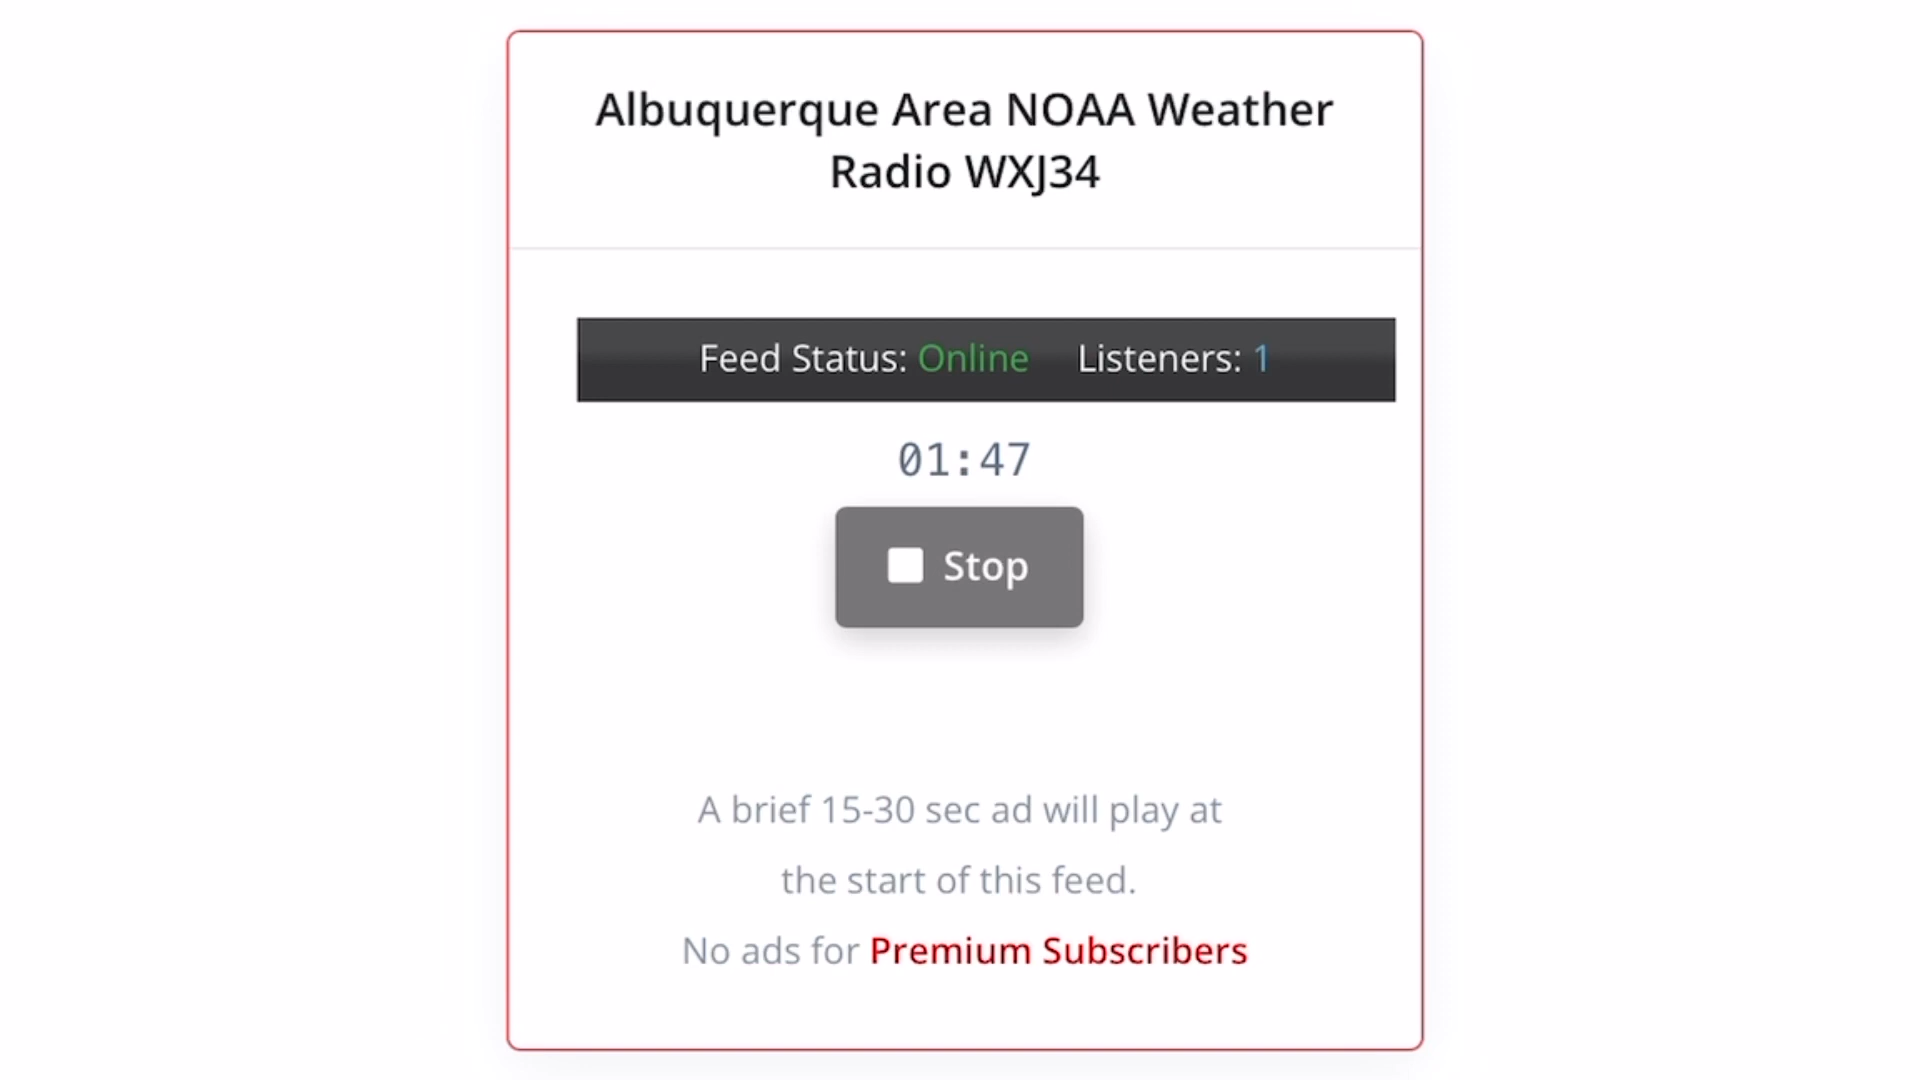 Albuquerque Area NOAA Weather
Radio WXJ34
Feed Status: Online Listeners: 1
01:47
Stop
A brief 15-30 sec ad will play at
the start of this feed.
No ads for Premium Subscribers